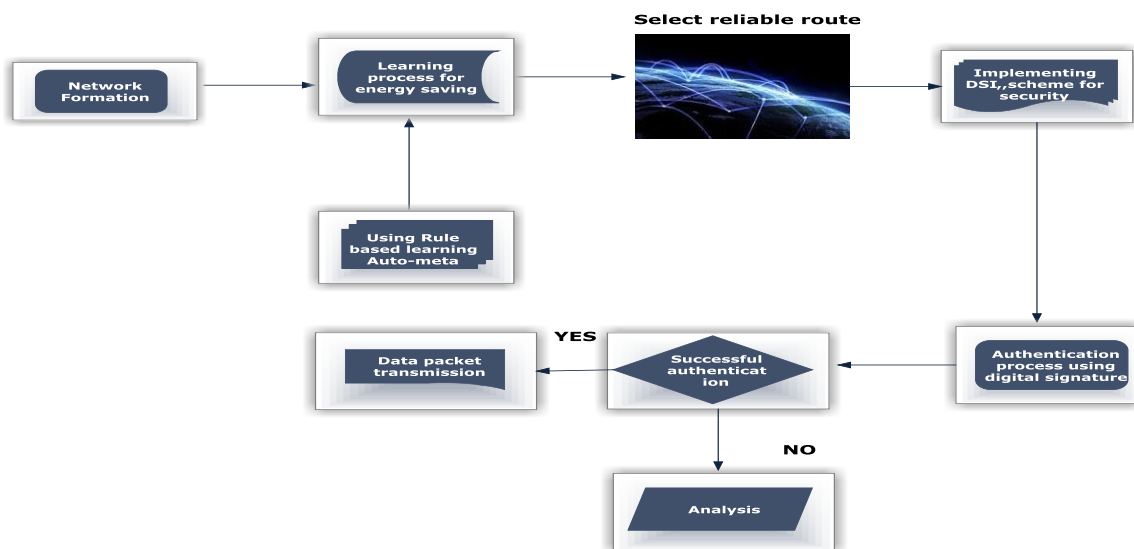 Select reliable route
Network
Formation
Learning
process for
energy saving
Implementing
DSI,,scheme for
security
Using Rule
based learning
Auto-meta
YES
Data packet
transmission
Successful
authenticat
ion
Authentication
process using
digital signature
NO
Analysis